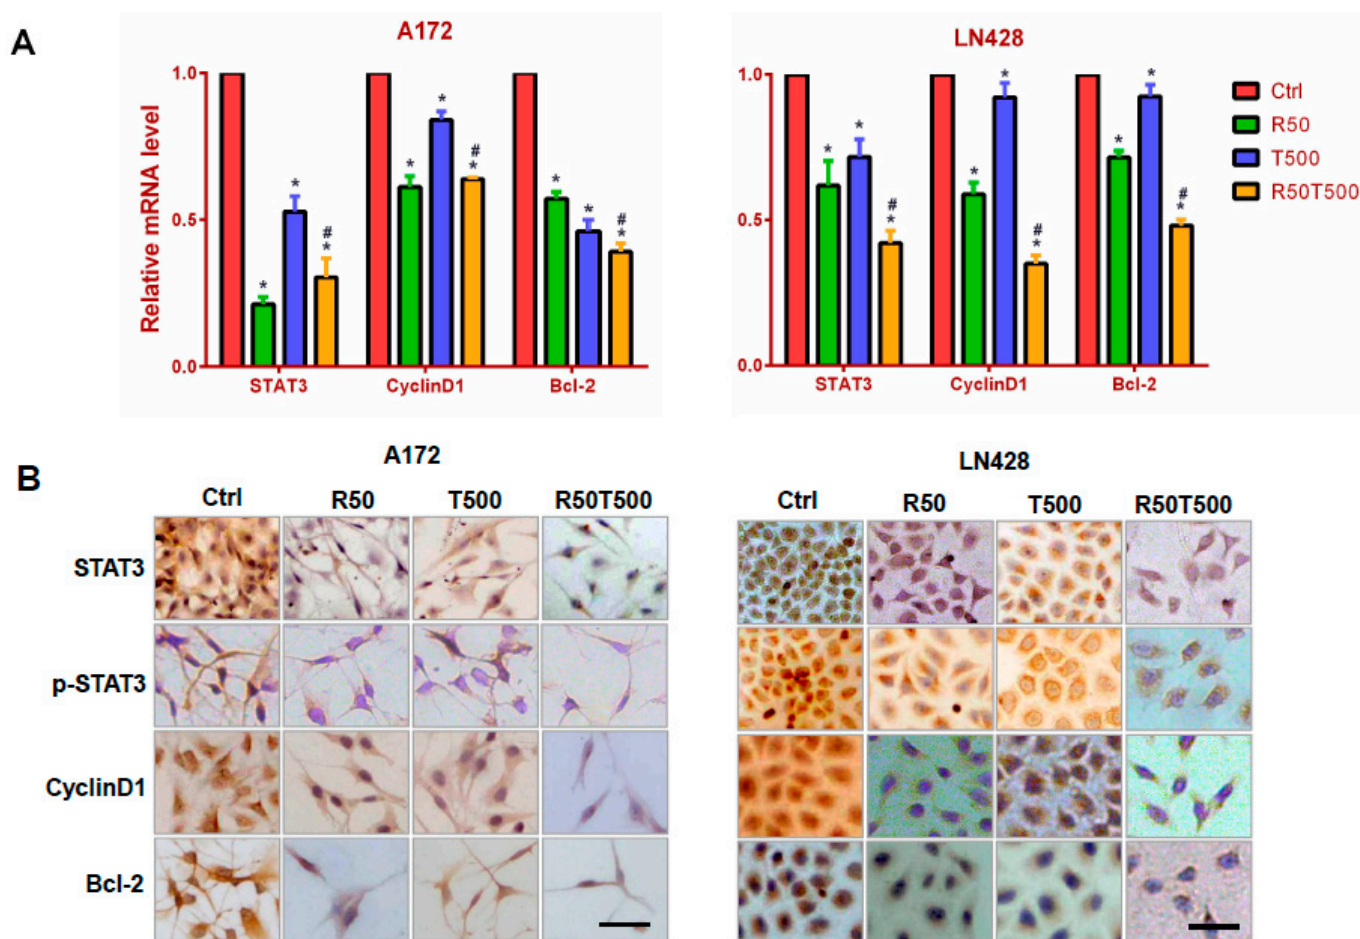 A
A172
Relative mRNA level
1.0
0.5
0.0
* * # *
* * # *
* * # *
STAT3 CyclinD1 Bcl-2
LN428
1.0
0.5
0.0
* * # *
* * # *
* * # *
STAT3 CyclinD1 Bcl-2
Ctrl
R50
T500
R50T500
B
A172
Ctrl R50 T500 R50T500
STAT3
p-STAT3
CyclinD1
Bcl-2
LN428
Ctrl R50 T500 R50T500